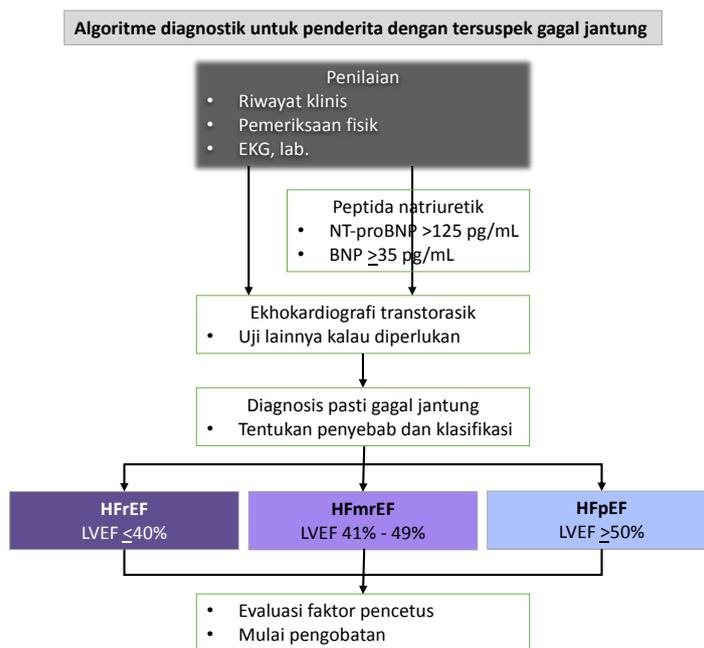 Algoritme diagnostik untuk penderita dengan tersuspek gagal jantung
Penilaian
• Riwayat klinis
• Pemeriksaan fisik
• EKG, lab.
Peptida natriuretik
• NT-proBNP >125 pg/mL
• BNP ≥35 pg/mL
Ekhokardiografi transtorasik
• Uji lainnya kalau diperlukan
Diagnosis pasti gagal jantung
• Tentukan penyebab dan klasifikasi
HFrEF
LVEF ≤40%
HFmrEF
LVEF 41% - 49%
HFpEF
LVEF ≥50%
• Evaluasi faktor pencetus
• Mulai pengobatan